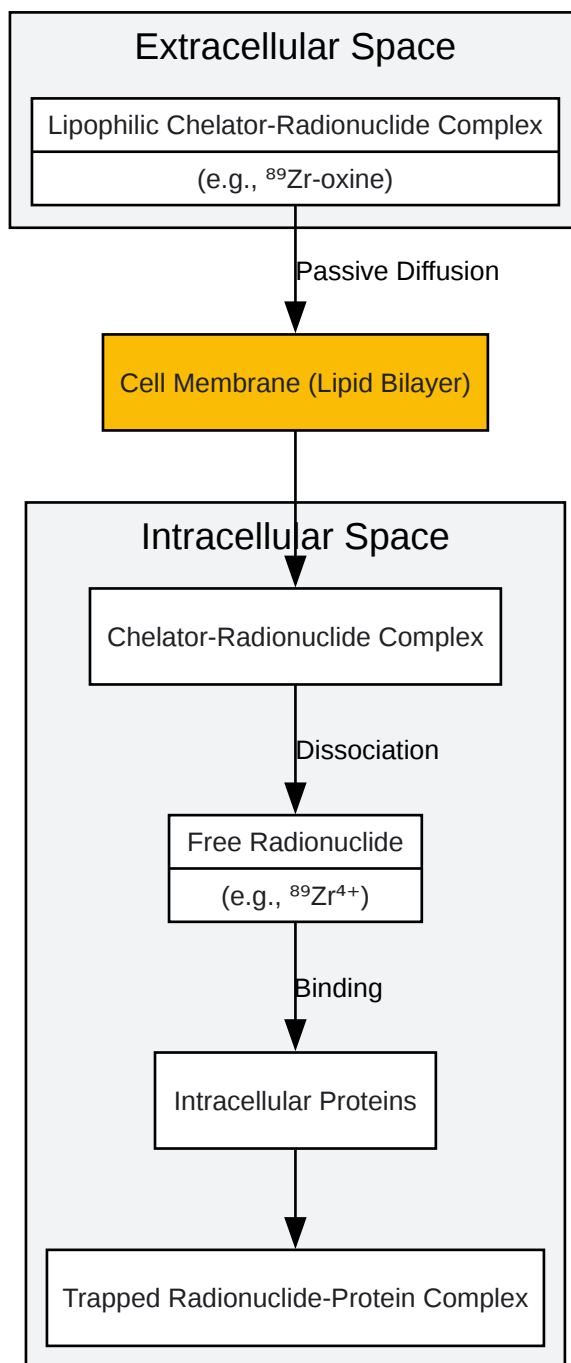 Extracellular Space
Lipophilic Chelator-Radionuclide Complex
(e.g., ⁸⁹Zr-oxine)
Passive Diffusion
Cell Membrane (Lipid Bilayer)
Intracellular Space
Chelator-Radionuclide Complex
Dissociation
Free Radionuclide
(e.g., ⁸⁹Zr⁴⁺)
Binding
Intracellular Proteins
Trapped Radionuclide-Protein Complex